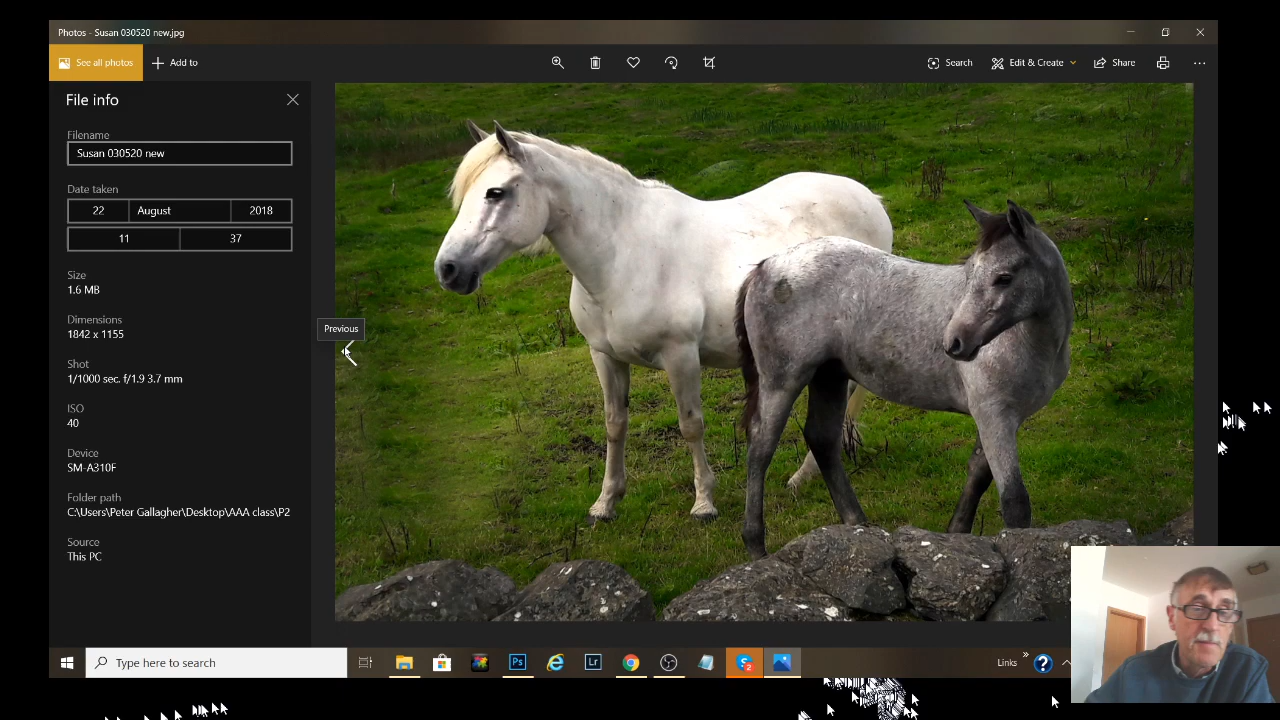 Photos - Susan 030520 new.jpg
See all photos
Add to
Search
Edit & Create
Share
File info
Filename
Susan 030520 new
Date taken
22 August 2018
11 37
Size
1.6 MB
Dimensions
1842 x 1155
Shot
1/1000 sec. f/1.9 3.7 mm
ISO
40
Device
SM-A310F
Folder path
C:\Users\Peter Gallagher\Desktop\AAA class\P2
Source
This PC
Previous
Type here to search
Ps
Lr
2
Links
»
?